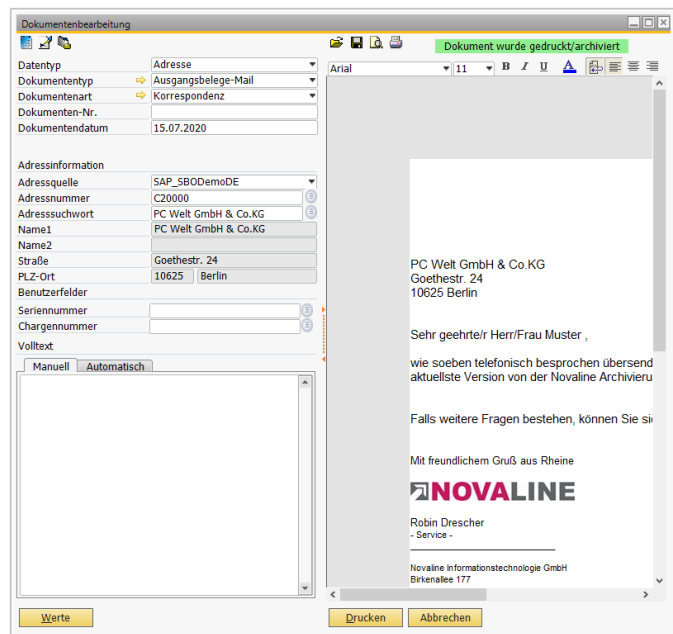 Dokumentenbearbeitung
Dokument wurde gedruckt/archiviert
Datentyp Adresse
Dokumententyp Ausgangsbelege-Mail
Dokumentenart Korrespondenz
Dokumenten-Nr.
Dokumentendatum 15.07.2020
Adressinformation
Adressquelle SAP_SBODemoDE
Adressnummer C20000
Adresssuchwort PC Welt GmbH & Co.KG
Name1 PC Welt GmbH & Co.KG
Name2
Straße Goethestr. 24
PLZ-Ort 10625 Berlin
Benutzerfelder
Seriennummer
Chargennummer
Volltext
Manuell Automatisch
Werte
Arial 11 B I U A
PC Welt GmbH & Co.KG
Goethestr. 24
10625 Berlin
Sehr geehrte/r Herr/Frau Muster ,
wie soeben telefonisch besprochen übersend
aktuellste Version von der Novaline Archivieru
Falls weitere Fragen bestehen, können Sie si
Mit freundlichem Gruß aus Rheine
NOVALINE
Robin Drescher
- Service -
Novaline Informationstechnologie GmbH
Birkenallee 177
Drucken Abbrechen